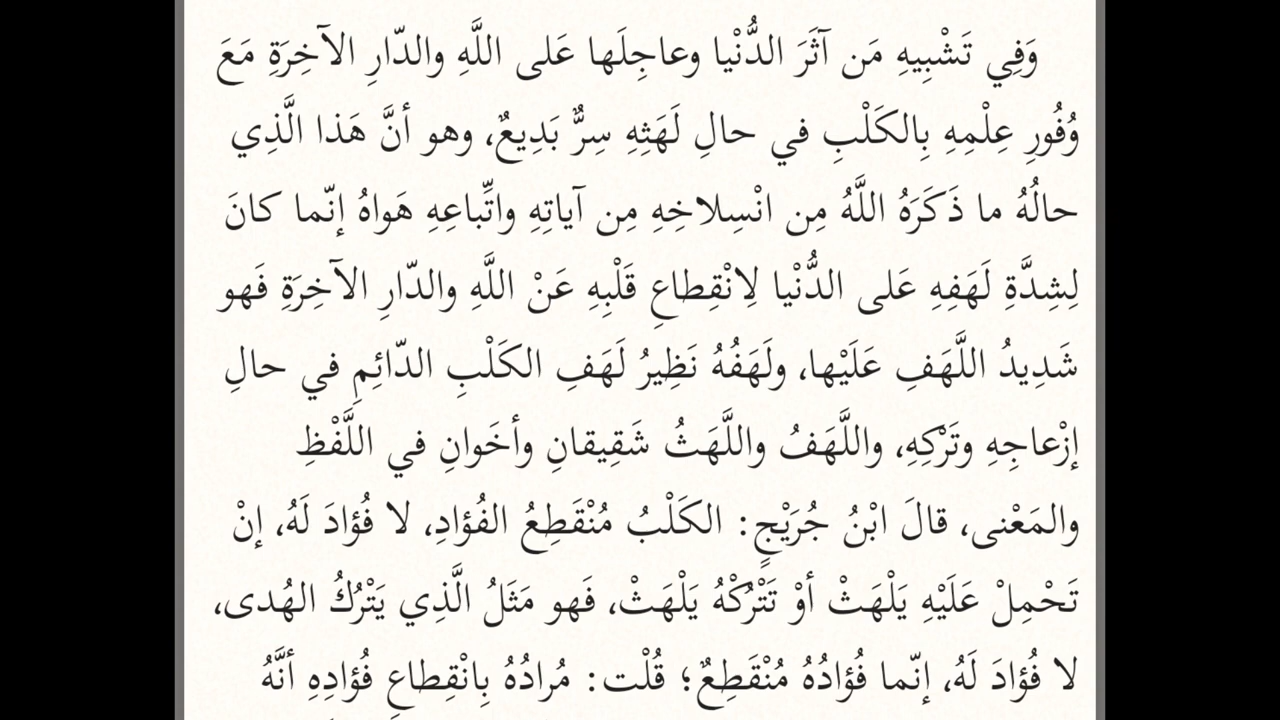 وَفِي تَشْبِيهِ مَن آثَرَ الدُّنْيا وعاجِلَها عَلى اللَّهِ والدّارِ الآخِرَةِ مَعَ
وُفُورِ عِلْمِهِ بِالكَلْبِ في حالِ لَهَثِهِ سِرٌّ بَدِيعٌ، وهو أنَّ هَذا الَّذِي
حالُهُ ما ذَكَرَهُ اللَّهُ مِن انْسِلاخِهِ مِن آياتِهِ واتِّباعِهِ هَواهُ إنّما كانَ
لِشِدَّةِ لَهَفِهِ عَلى الدُّنْيا لِانْقِطاعِ قَلْبِهِ عَنْ اللَّهِ والدّارِ الآخِرَةِ فَهو
شَدِيدُ اللَّهَفِ عَلَيْها، ولَهَفُهُ نَظِيرُ لَهَفِ الكَلْبِ الدّائِمِ في حالِ
إزْعاجِهِ وتَرْكِهِ، واللَّهَفُ واللَّهَثُ شَقِيقانِ وأخَوانِ في اللَّفْظِ
والمَعْنى، قالَ ابْنُ جُرَيْجٍ: الكَلْبُ مُنْقَطِعُ الفُؤادِ، لا فُؤادَ لَهُ، إنْ
تَحْمِلْ عَلَيْهِ يَلْهَثْ أوْ تَتْرُكْهُ يَلْهَثْ، فَهو مَثَلُ الَّذِي يَتْرُكُ الهُدى،
لا فُؤادَ لَهُ، إنّما فُؤادُهُ مُنْقَطِعٌ؛ قُلْت: مُرادُهُ بِانْقِطاعِ فُؤادِهِ أنَّهُ